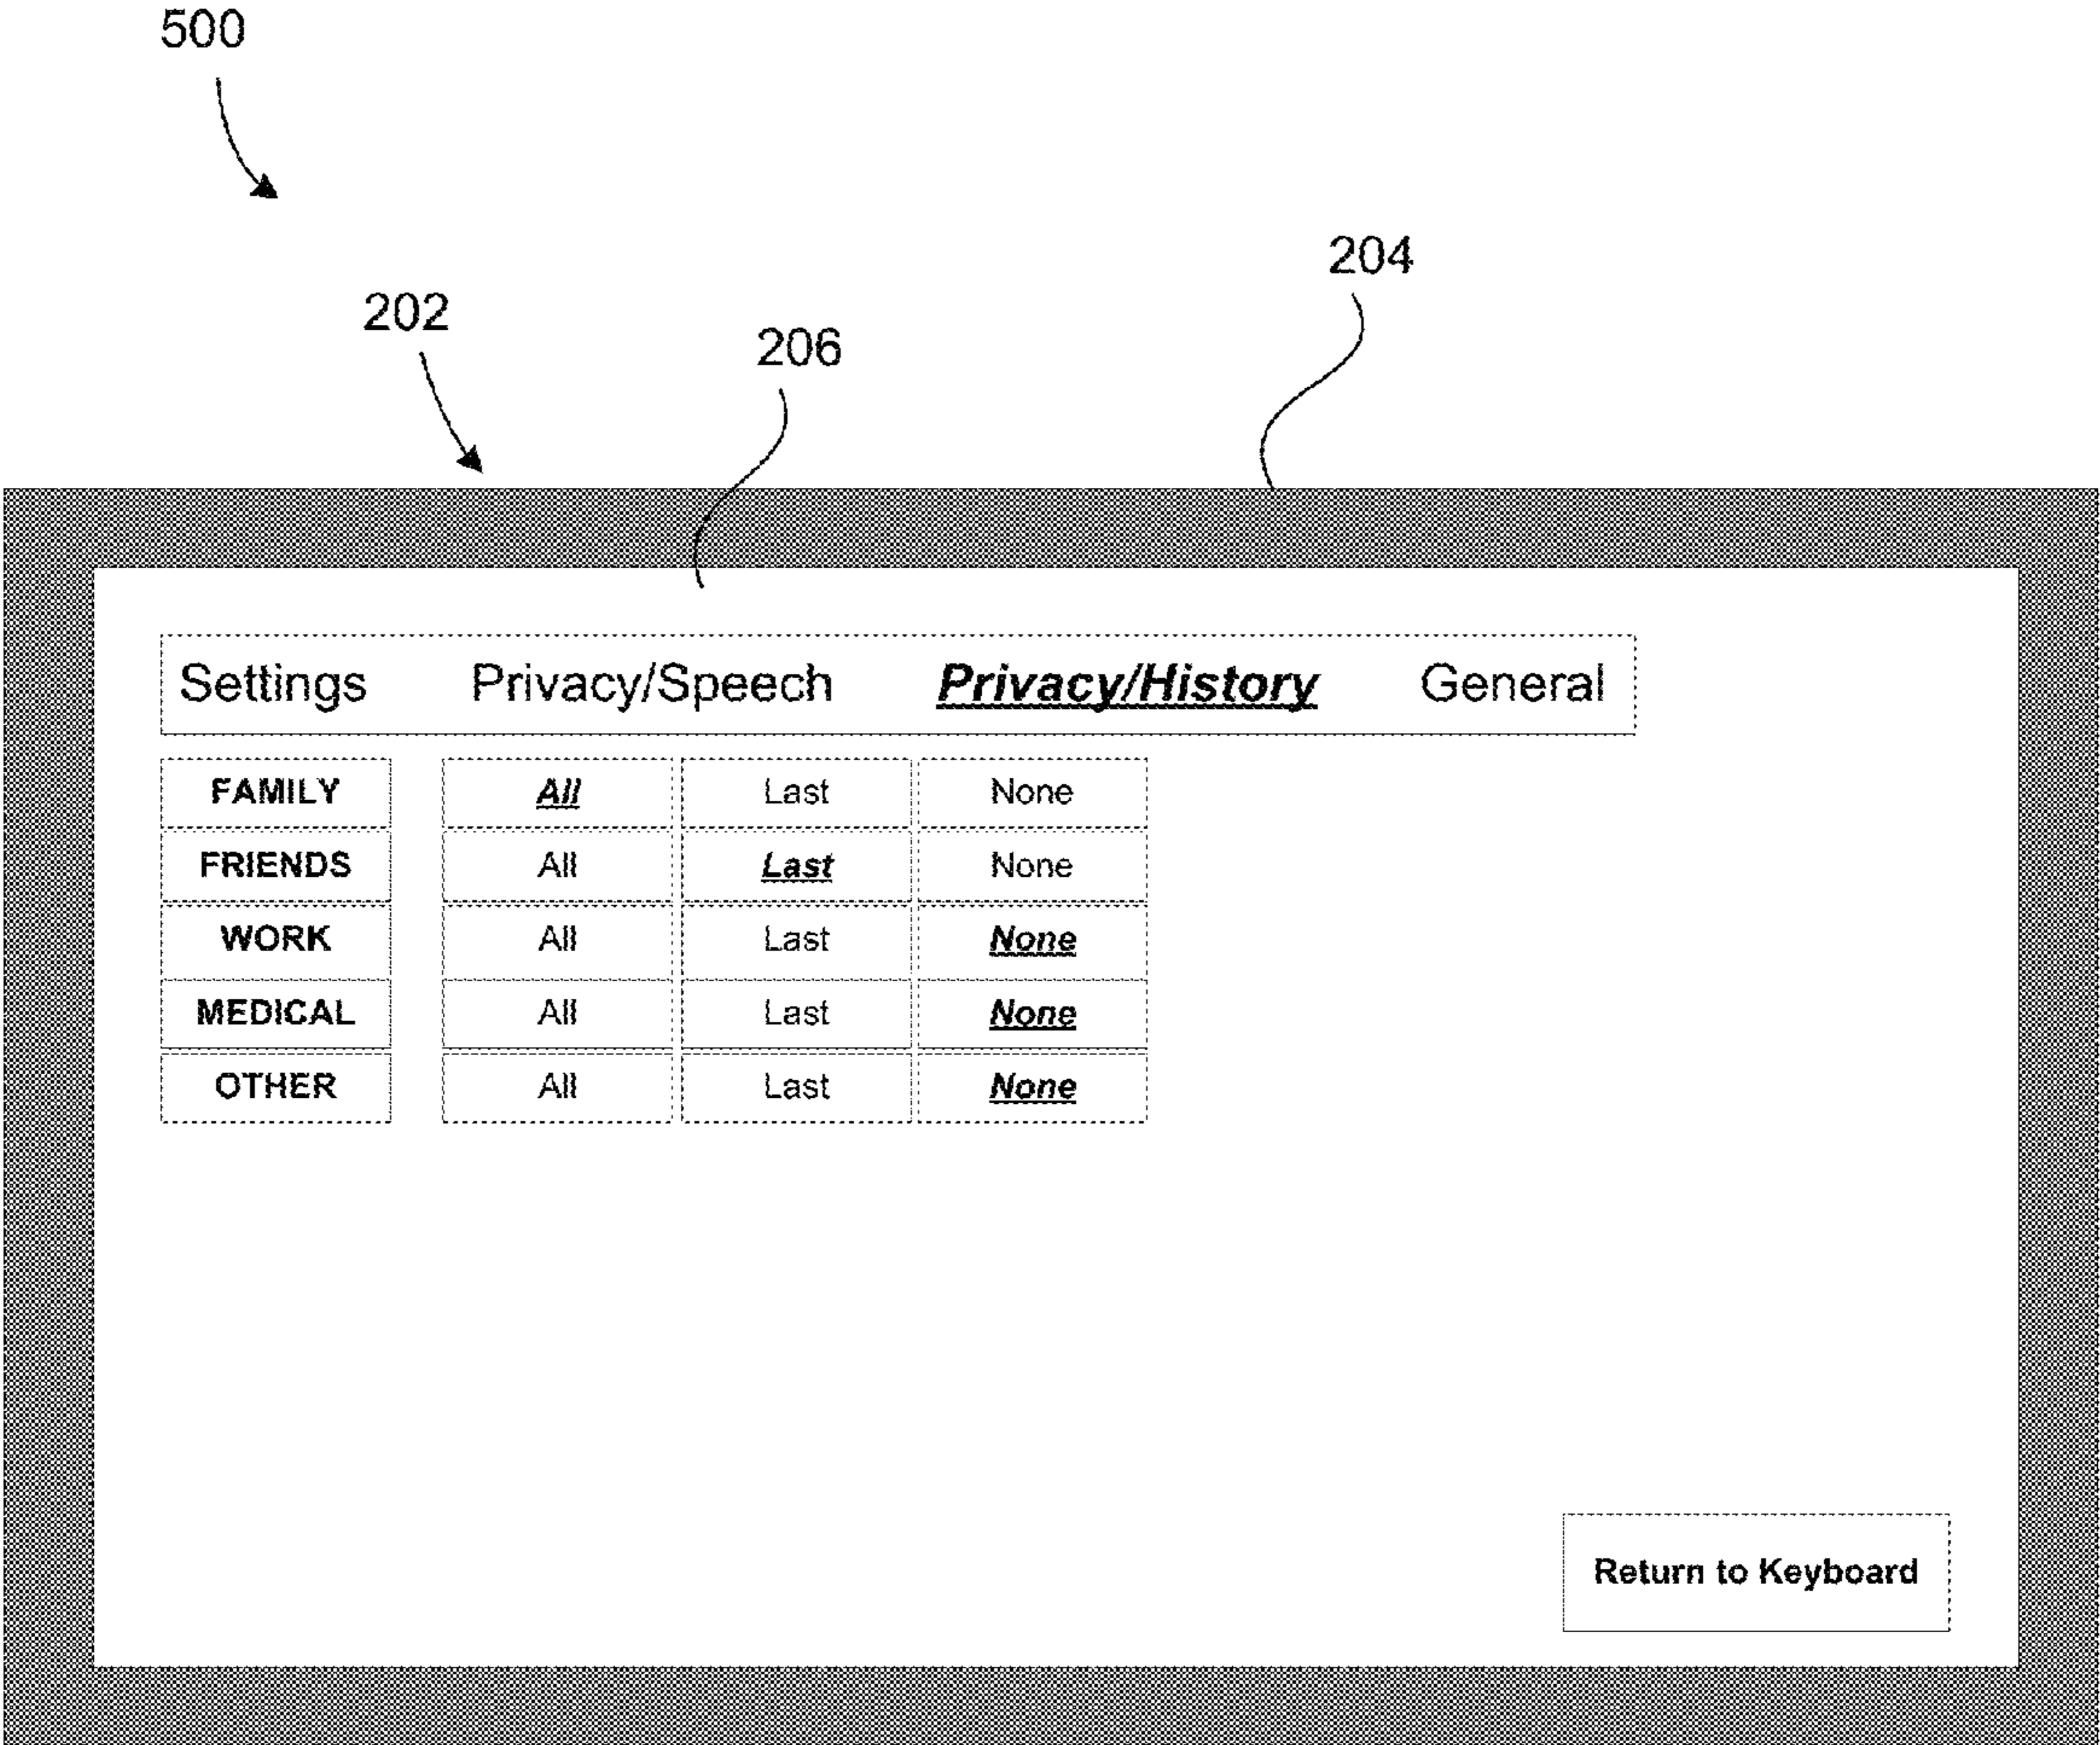 500
204
202
206
Settings Privacy/Speech Privacy/History General
FAMILY All Last None
FRIENDS All Last None
WORK All Last None
MEDICAL All Last None
OTHER All Last None
Return to Keyboard